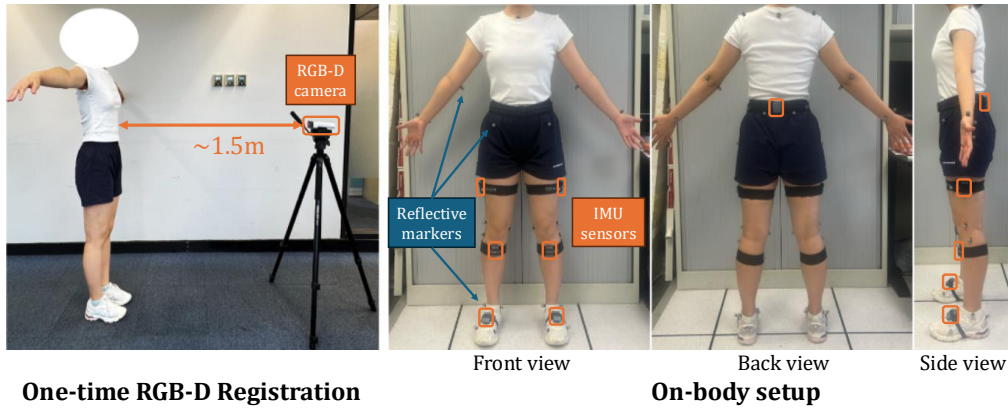 RGB-D
camera
~1.5m
Reflective
markers
IMU
sensors
Front view
Back view
Side view
One-time RGB-D Registration
On-body setup